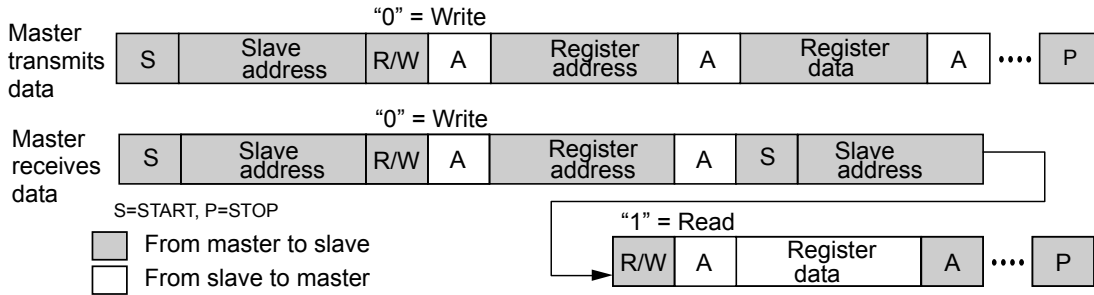 “0” = Write
Master transmits data
S Slave address R/W A Register address A Register data A •••• P
“0” = Write
Master receives data
S Slave address R/W A Register address A S Slave address
S=START, P=STOP
“1” = Read
From master to slave
R/W A Register data A •••• P
From slave to master